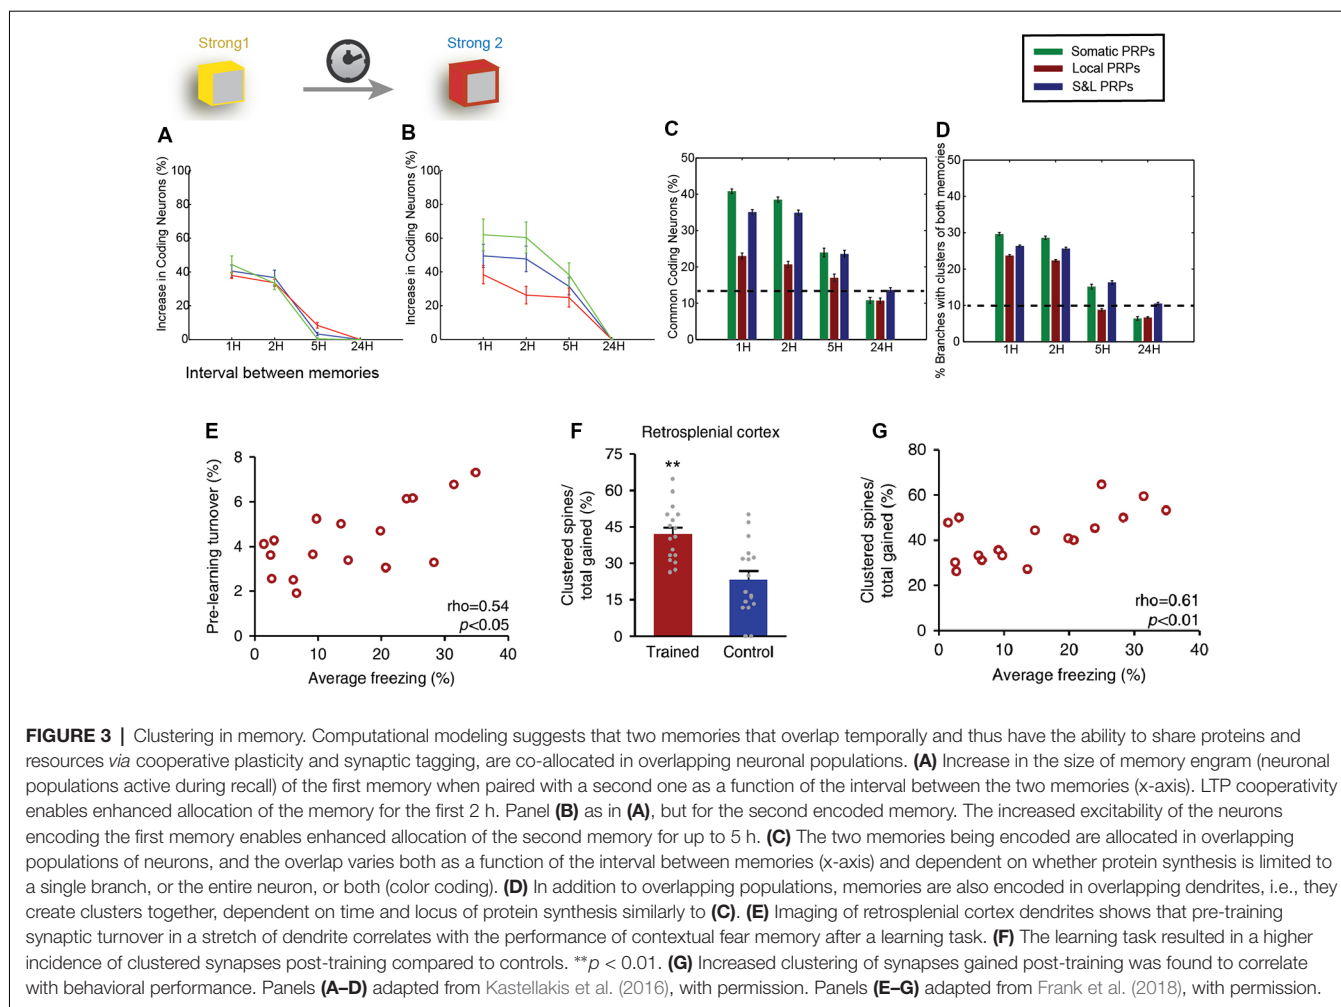 Strong1
Strong 2
Somatic PRPs
Local PRPs
S&L PRPs
A
Increase in Coding Neurons (%)
100
80
60
40
20
0
1H 2H 5H 24H
Interval between memories
B
Increase in Coding Neurons (%)
100
80
60
40
20
0
1H 2H 5H 24H
C
Common Coding Neurons (%)
50
40
30
20
10
0
1H 2H 5H 24H
D
% Branches with clusters of both memories
50
40
30
20
10
0
1H 2H 5H 24H
E
Pre-learning turnover (%)
8
6
4
2
0
rho=0.54
p<0.05
0 10 20 30 40
Average freezing (%)
F
Retrosplenial cortex
Clustered spines/
total gained (%)
75
60
45
30
15
0
**
Trained Control
G
Clustered spines/
total gained (%)
80
60
40
20
0
rho=0.61
p<0.01
0 10 20 30 40
Average freezing (%)
FIGURE 3 | Clustering in memory. Computational modeling suggests that two memories that overlap temporally and thus have the ability to share proteins and
resources via cooperative plasticity and synaptic tagging, are co-allocated in overlapping neuronal populations. (A) Increase in the size of memory engram (neuronal
populations active during recall) of the first memory when paired with a second one as a function of the interval between the two memories (x-axis). LTP cooperativity
enables enhanced allocation of the memory for the first 2 h. Panel (B) as in (A), but for the second encoded memory. The increased excitability of the neurons
encoding the first memory enables enhanced allocation of the second memory for up to 5 h. (C) The two memories being encoded are allocated in overlapping
populations of neurons, and the overlap varies both as a function of the interval between memories (x-axis) and dependent on whether protein synthesis is limited to
a single branch, or the entire neuron, or both (color coding). (D) In addition to overlapping populations, memories are also encoded in overlapping dendrites, i.e., they
create clusters together, dependent on time and locus of protein synthesis similarly to (C). (E) Imaging of retrosplenial cortex dendrites shows that pre-training
synaptic turnover in a stretch of dendrite correlates with the performance of contextual fear memory after a learning task. (F) The learning task resulted in a higher
incidence of clustered synapses post-training compared to controls. **p < 0.01. (G) Increased clustering of synapses gained post-training was found to correlate
with behavioral performance. Panels (A–D) adapted from Kastellakis et al. (2016), with permission. Panels (E–G) adapted from Frank et al. (2018), with permission.